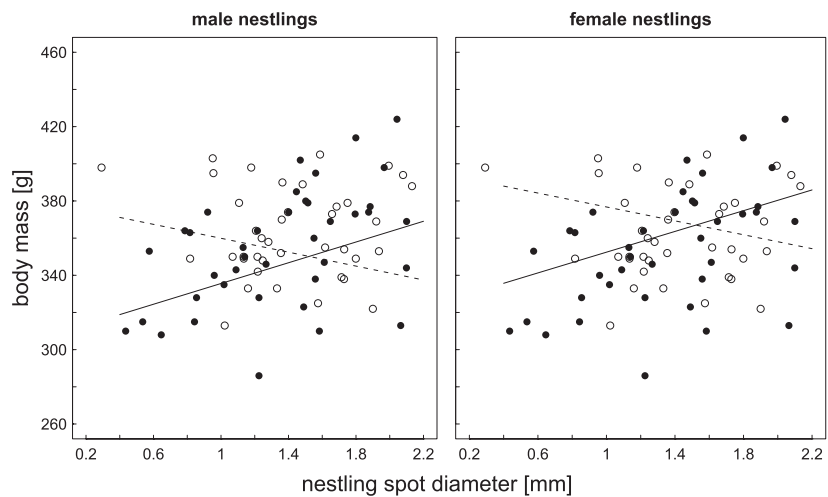 male nestlings
female nestlings
460
420
380
340
300
260
body mass [g]
0.2 0.6 1 1.4 1.8 2.2
0.2 0.6 1 1.4 1.8 2.2
nestling spot diameter [mm]